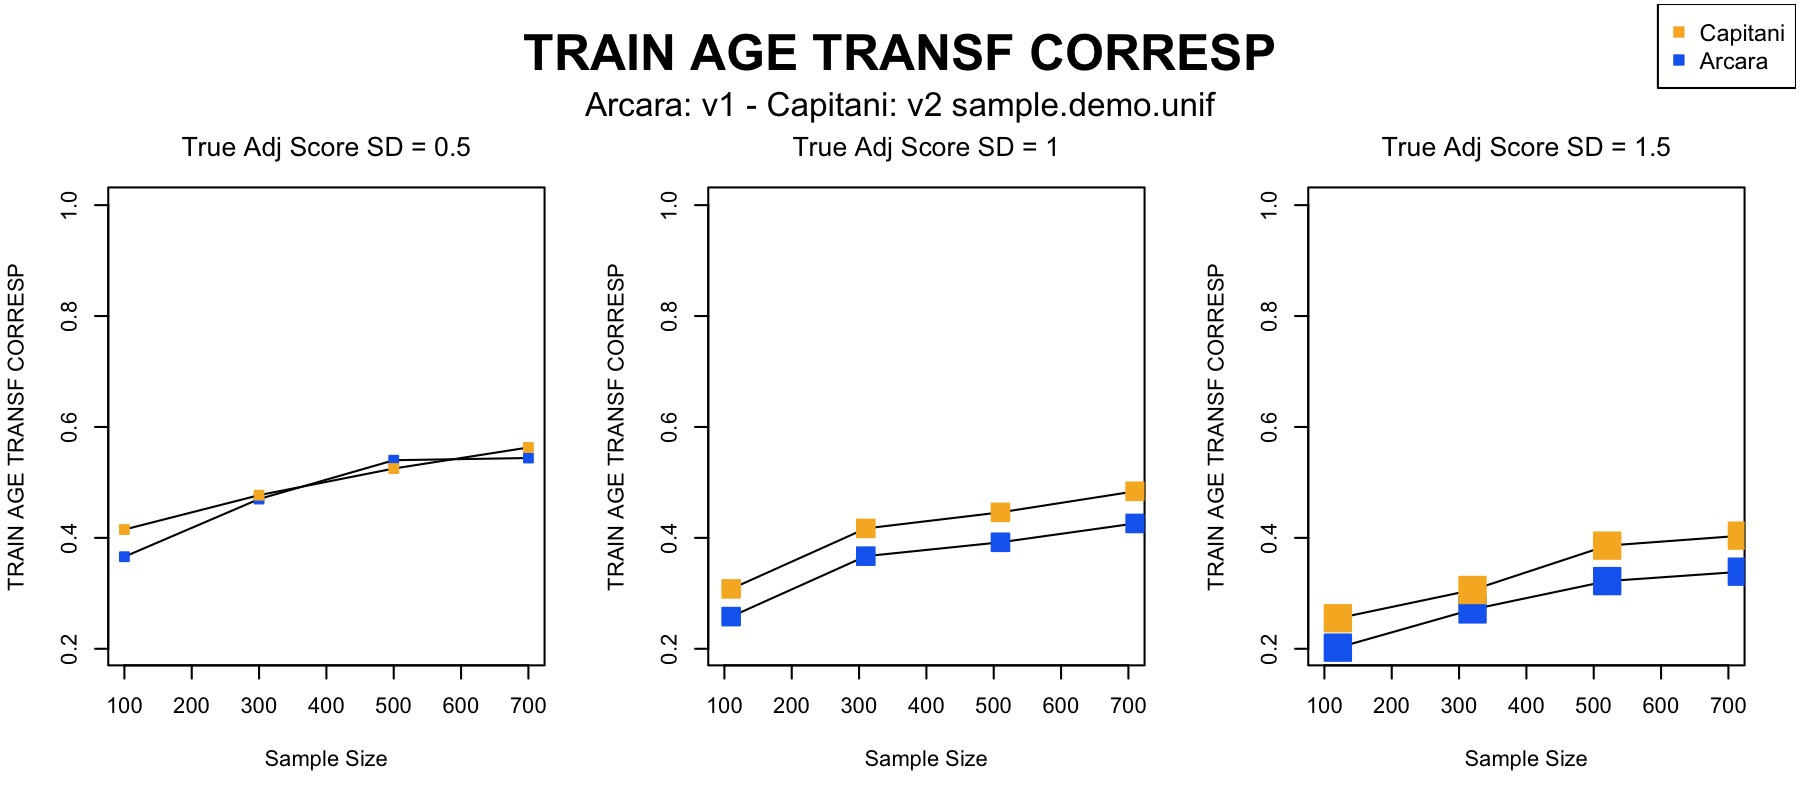 TRAIN AGE TRANSF CORRESP
Arcara: v1 - Capitani: v2 sample.demo.unif
Capitani
Arcara
True Adj Score SD = 0.5
TRAIN AGE TRANSF CORRESP
1.0
0.8
0.6
0.4
0.2
100 200 300 400 500 600 700
Sample Size
True Adj Score SD = 1
TRAIN AGE TRANSF CORRESP
1.0
0.8
0.6
0.4
0.2
100 200 300 400 500 600 700
Sample Size
True Adj Score SD = 1.5
TRAIN AGE TRANSF CORRESP
1.0
0.8
0.6
0.4
0.2
100 200 300 400 500 600 700
Sample Size